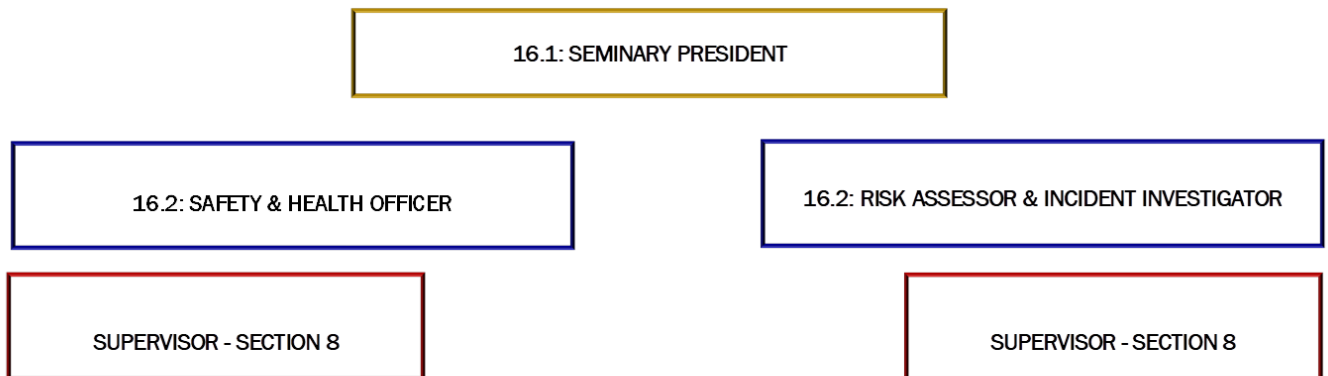 16.1: SEMINARY PRESIDENT
16.2: SAFETY & HEALTH OFFICER
16.2: RISK ASSESSOR & INCIDENT INVESTIGATOR
SUPERVISOR - SECTION 8
SUPERVISOR - SECTION 8